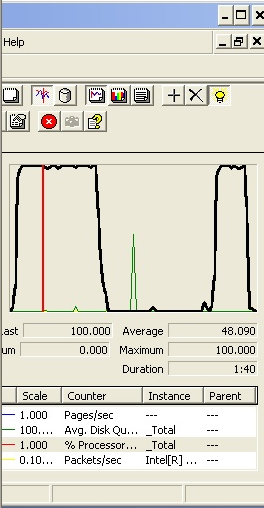 Help
Last 100.000 Average 48.090
um 0.000 Maximum 100.000
Duration 1:40
Scale Counter Instance Parent
1.000 Pages/sec --- ---
100.... Avg. Disk Qu... _Total ---
1.000 % Processor... _Total ---
0.10... Packets/sec Intel[R] ... ---